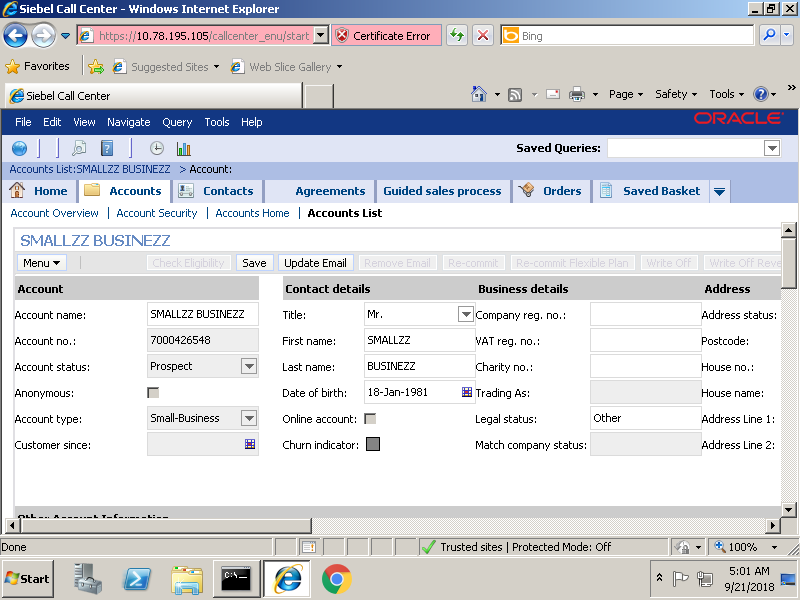 Siebel Call Center - Windows Internet Explorer
https://10.78.195.105/callcenter_enu/start
Certificate Error
Bing
Favorites
Suggested Sites
Web Slice Gallery
Siebel Call Center
Page
Safety
Tools
File Edit View Navigate Query Tools Help
ORACLE
Saved Queries:
Accounts List:SMALLZZ BUSINEZZ > Account:
Home Accounts Contacts Agreements Guided sales process Orders Saved Basket
Account Overview | Account Security | Accounts Home | Accounts List
SMALLZZ BUSINEZZ
Menu Check Eligibility Save Update Email Remove Email Re-commit Re-commit Flexible Plan Write Off Write Off Reve
Account Contact details Business details Address
Account name: SMALLZZ BUSINEZZ Title: Mr. Company reg. no.: Address status:
Account no.: 7000426548 First name: SMALLZZ VAT reg. no.: Postcode:
Account status: Prospect Last name: BUSINEZZ Charity no.: House no.:
Anonymous: Date of birth: 18-Jan-1981 Trading As: House name:
Account type: Small-Business Online account: Legal status: Other Address Line 1:
Customer since: Churn indicator: Match company status: Address Line 2:
Other Account Information
Done Trusted sites | Protected Mode: Off 100%
Start
C:\.
5:01 AM
9/21/2018